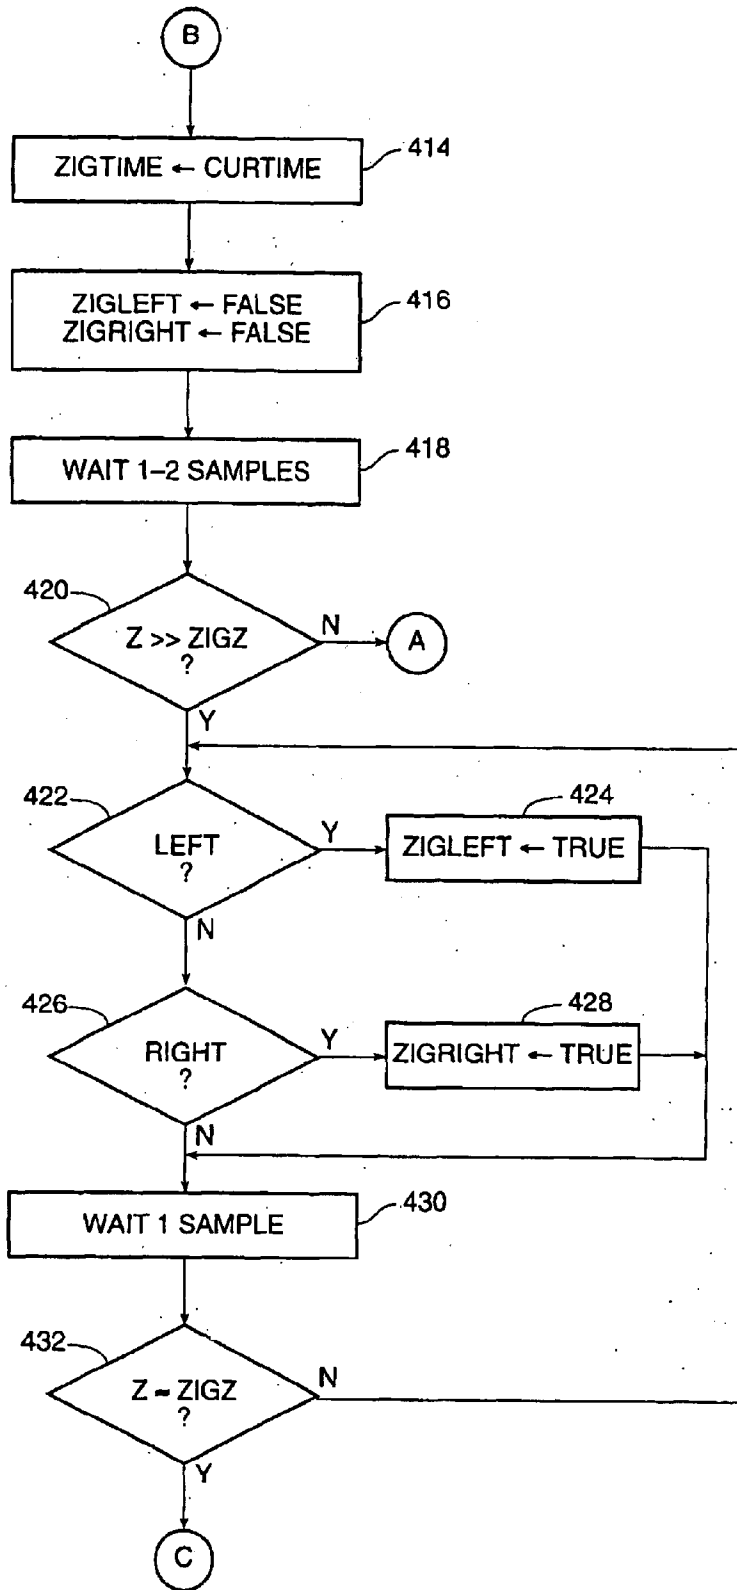 B
ZIGTIME ← CURTIME
414
ZIGLEFT ← FALSE
ZIGRIGHT ← FALSE
416
WAIT 1–2 SAMPLES
418
420
Z >> ZIGZ
?
N
A
Y
422
LEFT
?
Y
424
ZIGLEFT ← TRUE
N
426
RIGHT
?
Y
428
ZIGRIGHT ← TRUE
N
WAIT 1 SAMPLE
430
432
Z ≈ ZIGZ
?
N
Y
C